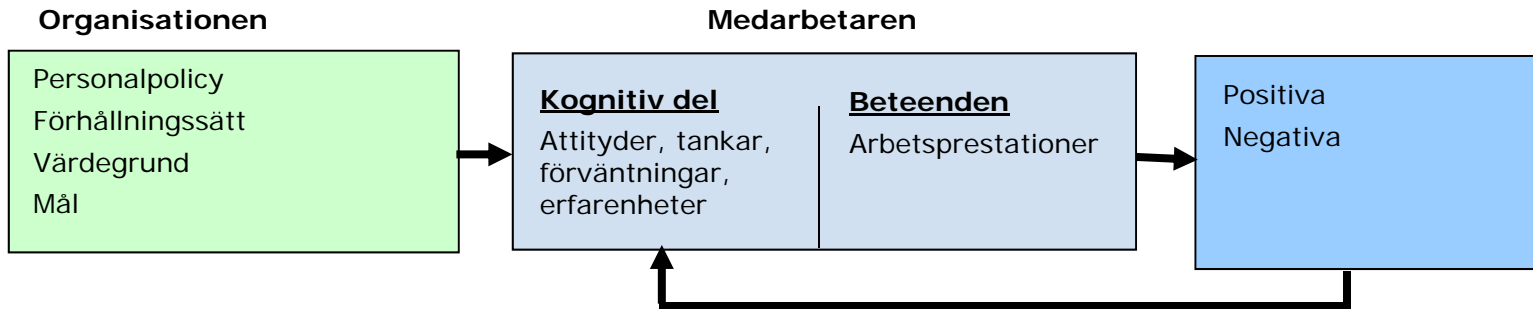 Organisationen
Medarbetaren
Personalpolicy
Förhållningssätt
Värdegrund
Mål
Kognitiv del
Attityder, tankar,
förväntningar,
erfarenheter
Beteenden
Arbetsprestationer
Positiva
Negativa